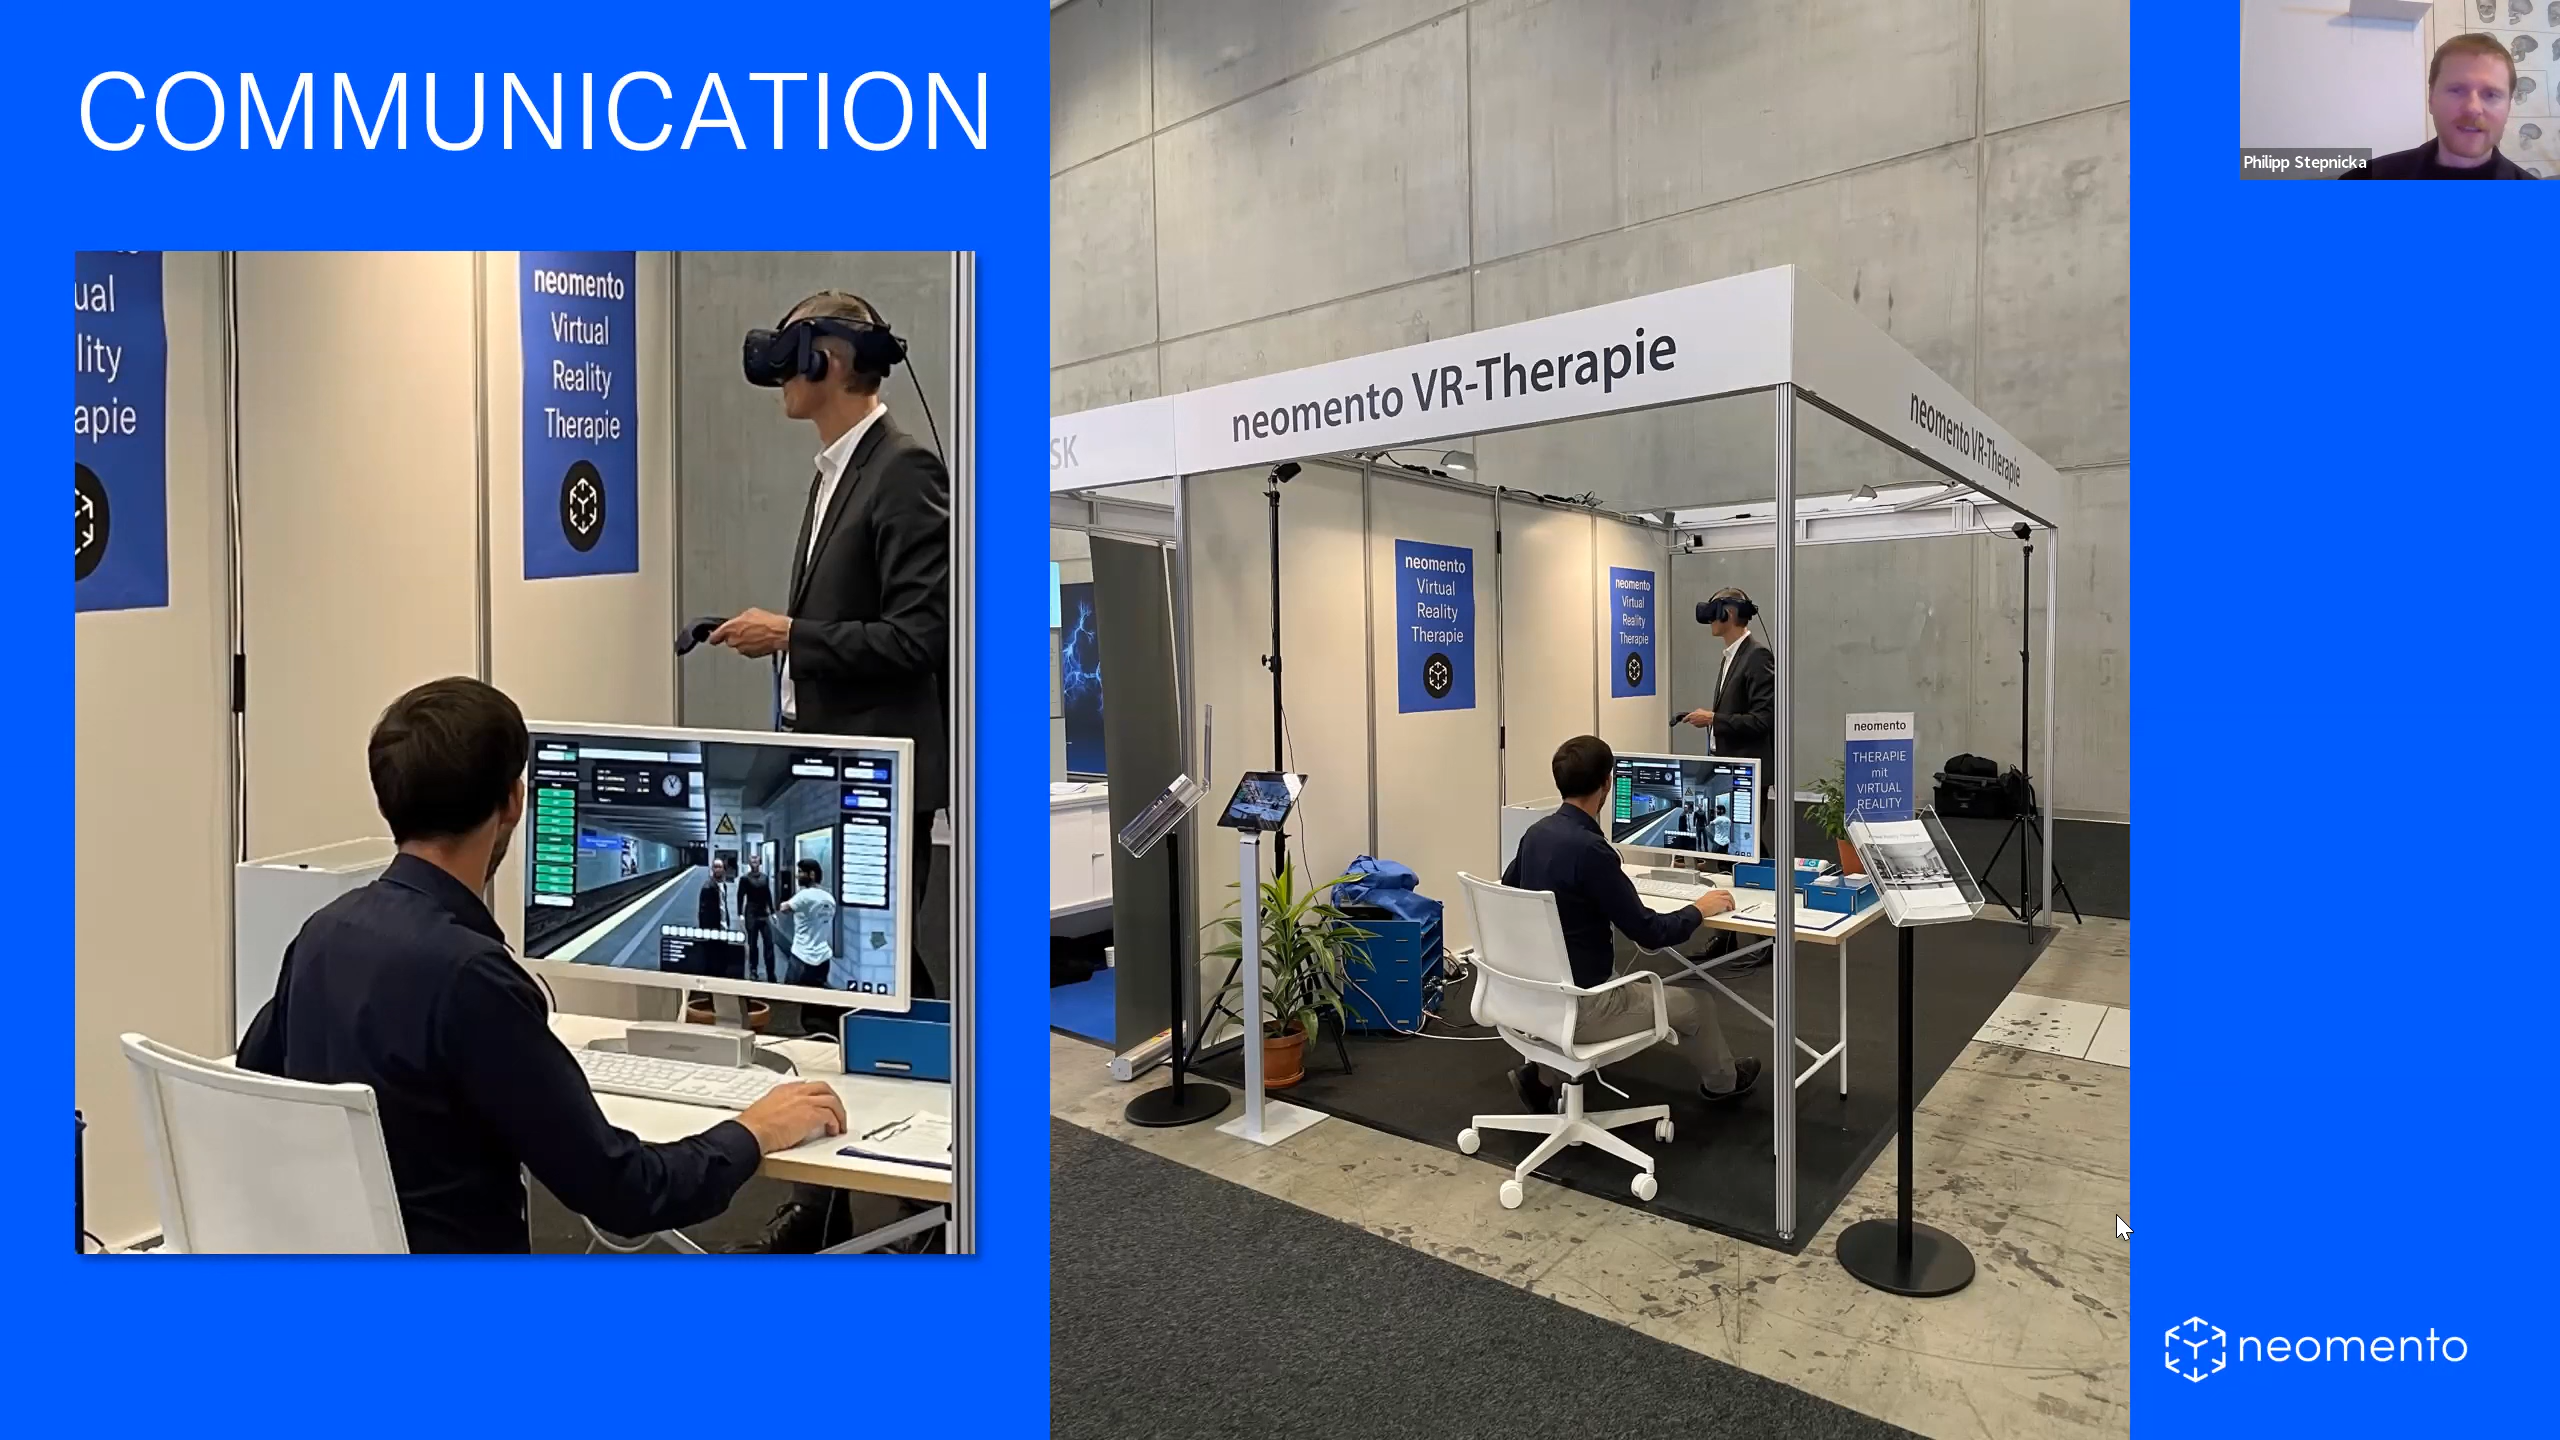 COMMUNICATION
Philipp Stepnicka
ual
lity
apie
neomento
Virtual
Reality
Therapie
neomento VR-Therapie
neomento VR-Therapie
SK
neomento
Virtual
Reality
Therapie
neomento
Virtual
Reality
Therapie
neomento
THERAPIE
mit
VIRTUAL
REALITY
neomento